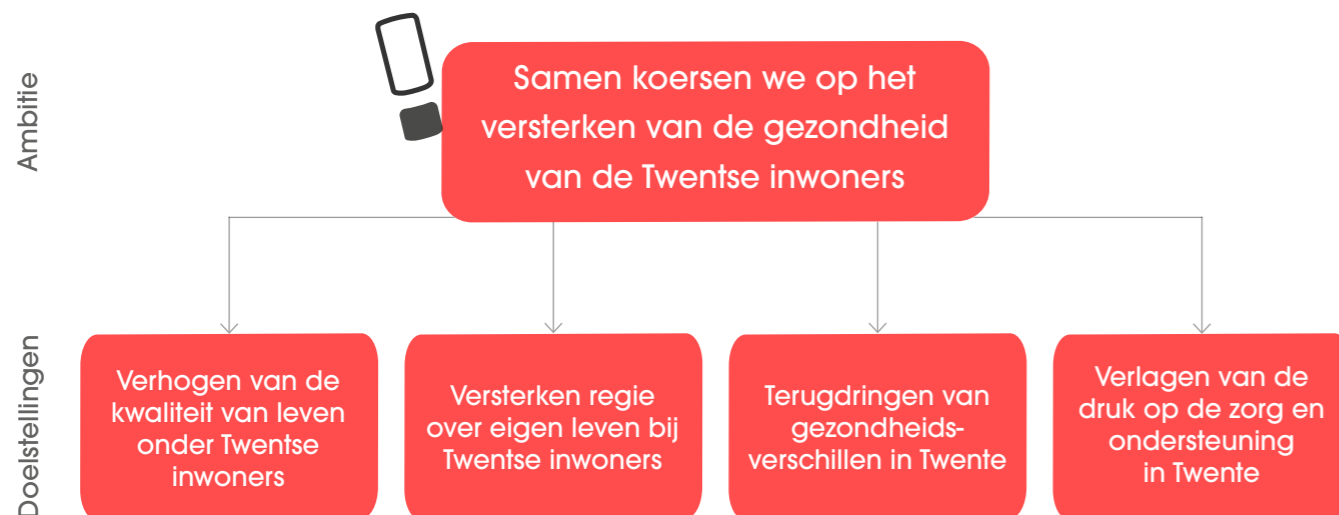 Ambitie
Samen koersen we op het
versterken van de gezondheid
van de Twentse inwoners
Doelstellingen
Verhogen van de
kwaliteit van leven
onder Twentse
inwoners
Versterken regie
over eigen leven bij
Twentse inwoners
Terugdringen van
gezondheids-
verschillen in Twente
Verlagen van de
druk op de zorg en
ondersteuning
in Twente